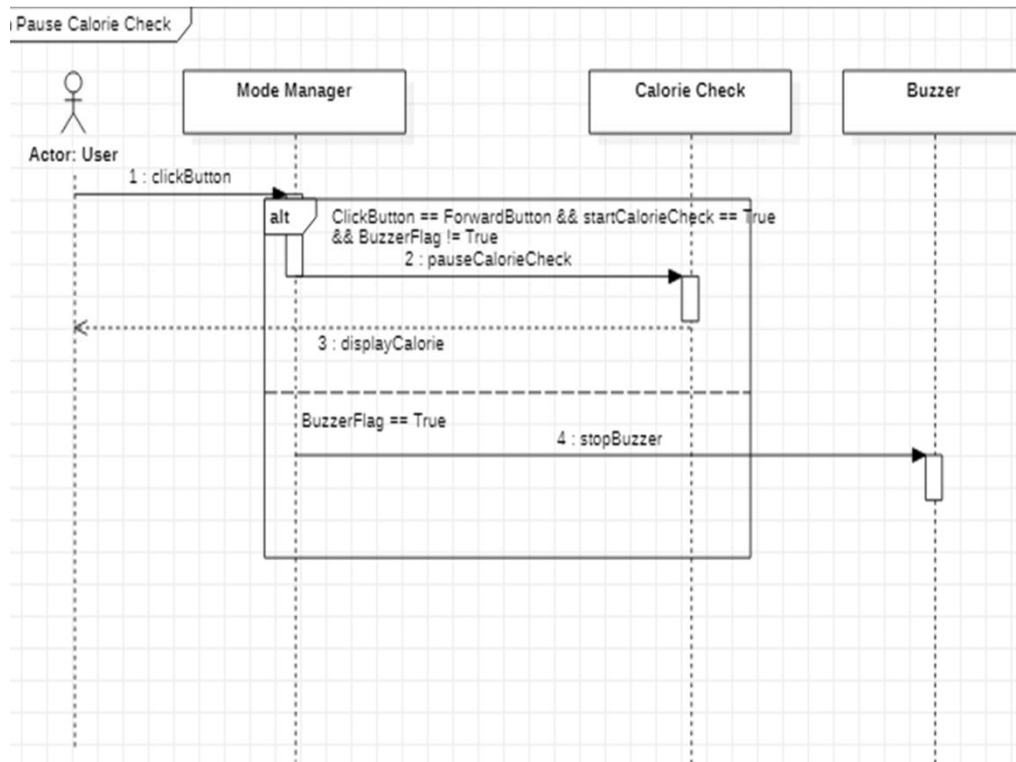 Pause Calorie Check
Mode Manager
Calorie Check
Buzzer
Actor: User
1 : clickButton
alt
ClickButton == ForwardButton && startCalorieCheck == True
&& BuzzerFlag != True
2 : pauseCalorieCheck
3 : displayCalorie
BuzzerFlag == True
4 : stopBuzzer